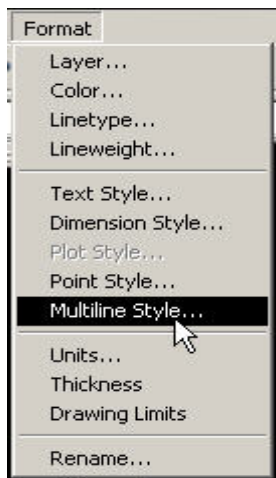 Format
Layer...
Color...
Linetype...
Lineweight...
Text Style...
Dimension Style...
Plot Style...
Point Style...
Multiline Style...
Units...
Thickness
Drawing Limits
Rename...